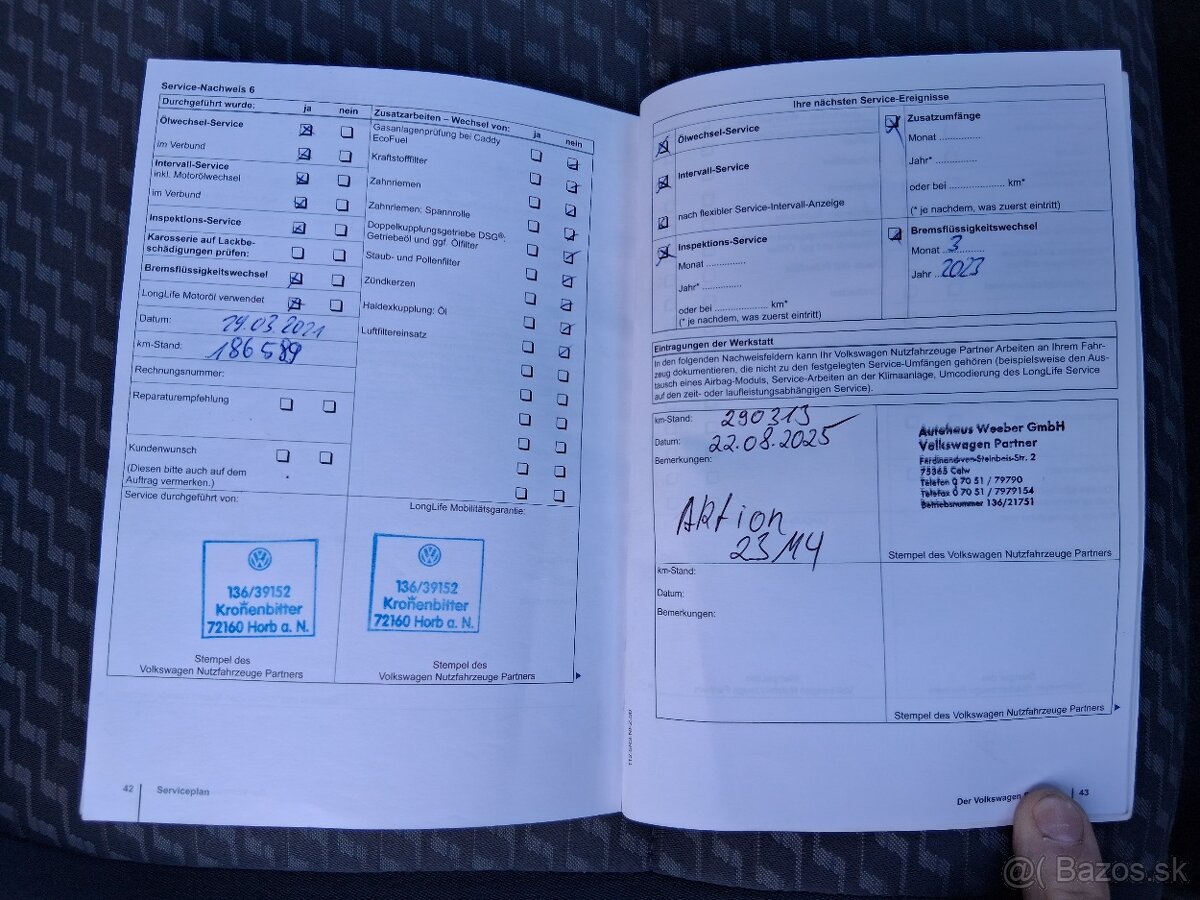 Service-Nachweis 6
Durchgeführt wurde: ja nein
Ölwechsel-Service
im Verbund
Intervall-Service
inkl. Motorölwechsel
im Verbund
Inspektions-Service
Karosserie auf Lackbe-
schädigungen prüfen:
Bremsflüssigkeitswechsel
LongLife Motoröl verwendet
Datum: 19.03.2021
km-Stand: 186589
Rechnungsnummer:
Reparaturempfehlung
Kundenwunsch
(Diesen bitte auch auf dem
Auftrag vermerken.)
Zusatzarbeiten – Wechsel von: ja nein
Gasanlagenprüfung bei Caddy
EcoFuel
Kraftstofffilter
Zahnriemen
Zahnriemen: Spannrolle
Doppelkupplungsgetriebe DSG®:
Getriebeöl und ggf. Ölfilter
Staub- und Pollenfilter
Zündkerzen
Haldexkupplung: Öl
Luftfiltereinsatz
Service durchgeführt von:
136/39152
Kronenbitter
72160 Horb a. N.
Stempel des
Volkswagen Nutzfahrzeuge Partners
LongLife Mobilitätsgarantie:
136/39152
Kronenbitter
72160 Horb a. N.
Stempel des
Volkswagen Nutzfahrzeuge Partners
42 Serviceplan
Ihre nächsten Service-Ereignisse
Ölwechsel-Service
Intervall-Service
nach flexibler Service-Intervall-Anzeige
Inspektions-Service
Monat ..............
Jahr* ..............
oder bei .................... km*
(* je nachdem, was zuerst eintritt)
Zusatzumfänge
Monat ..............
Jahr* ..............
oder bei .................... km*
(* je nachdem, was zuerst eintritt)
Bremsflüssigkeitswechsel
Monat 3
Jahr 2023
Eintragungen der Werkstatt
In den folgenden Nachweisfeldern kann Ihr Volkswagen Nutzfahrzeuge Partner Arbeiten an Ihrem Fahr-
zeug dokumentieren, die nicht zu den festgelegten Service-Umfängen gehören (beispielsweise den Aus-
tausch eines Airbag-Moduls, Service-Arbeiten an der Klimaanlage, Umcodierung des LongLife Service
auf den zeit- oder laufleistungsabhängigen Service).
km-Stand: 290313
Datum: 22.08.2025
Bemerkungen:
Aktion
23M4
Autohaus Weeber GmbH
Volkswagen Partner
Ferdinand-von-Steinbeis-Str. 2
75365 Calw
Telefon 0 70 51 / 79790
Telefax 0 70 51 / 7979154
Betriebsnummer 136/21751
Stempel des Volkswagen Nutzfahrzeuge Partners
km-Stand:
Datum:
Bemerkungen:
Stempel des Volkswagen Nutzfahrzeuge Partners
Der Volkswagen 43
@( Bazos.sk